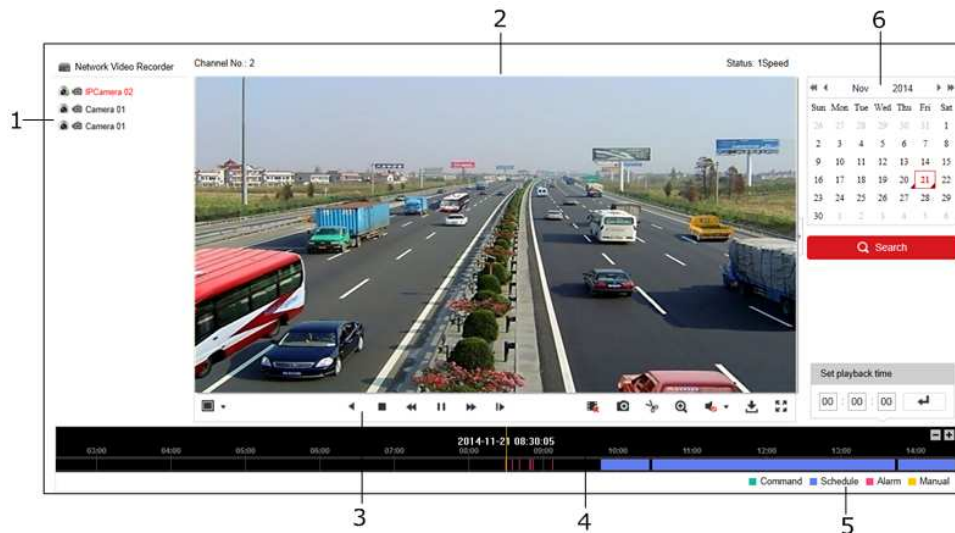 2
6
Network Video Recorder
Channel No.: 2
Status: 1Speed
IPCamera 02
Camera 01
Camera 01
1
Nov 2014
Sun Mon Tue Wed Thu Fri Sat
26 27 28 29 30 31 1
2 3 4 5 6 7 8
9 10 11 12 13 14 15
16 17 18 19 20 21 22
23 24 25 26 27 28 29
30 1 2 3 4 5 6
Search
Set playback time
00 : 00 : 00
2014-11-21 08:30:05
03:00 04:00 05:00 06:00 07:00 08:00 09:00 10:00 11:00 12:00 13:00 14:00
Command Schedule Alarm Manual
3
4
5